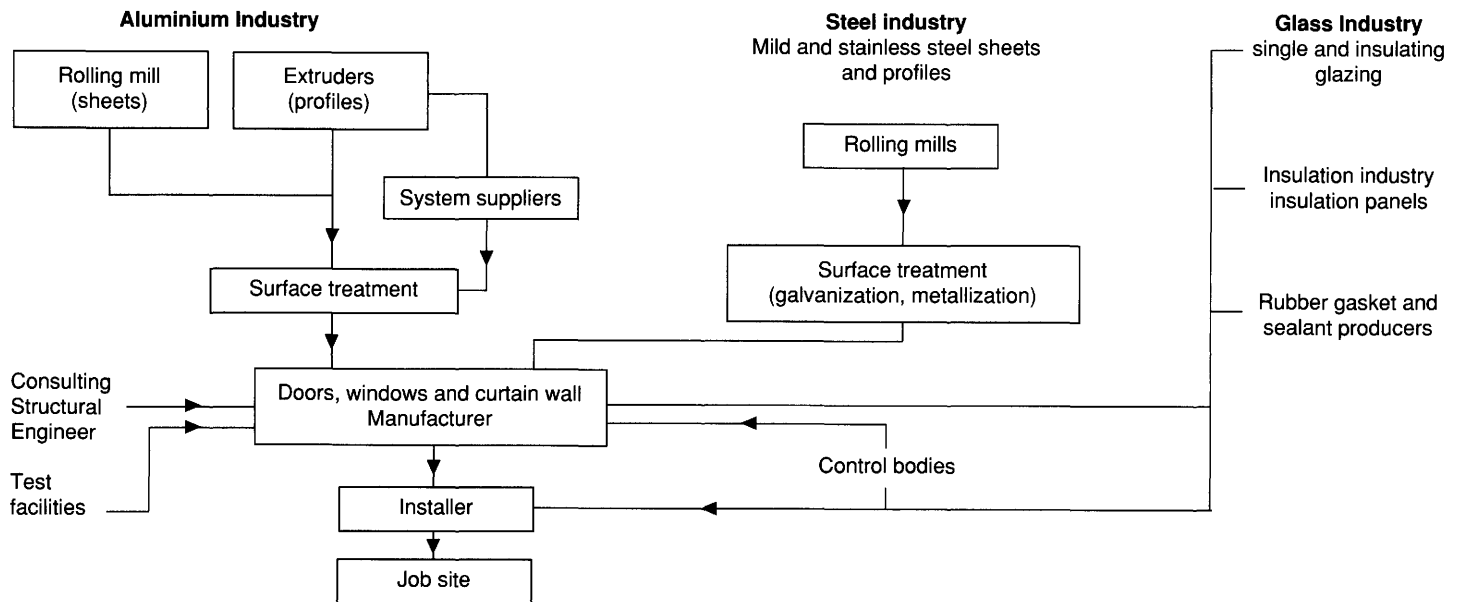 Aluminium Industry
Rolling mill
(sheets)
Extruders
(profiles)
System suppliers
Surface treatment
Steel industry
Mild and stainless steel sheets
and profiles
Rolling mills
Surface treatment
(galvanization, metallization)
Glass Industry
single and insulating
glazing
Insulation industry
insulation panels
Rubber gasket and
sealant producers
Consulting
Structural
Engineer
Test
facilities
Doors, windows and curtain wall
Manufacturer
Control bodies
Installer
Job site